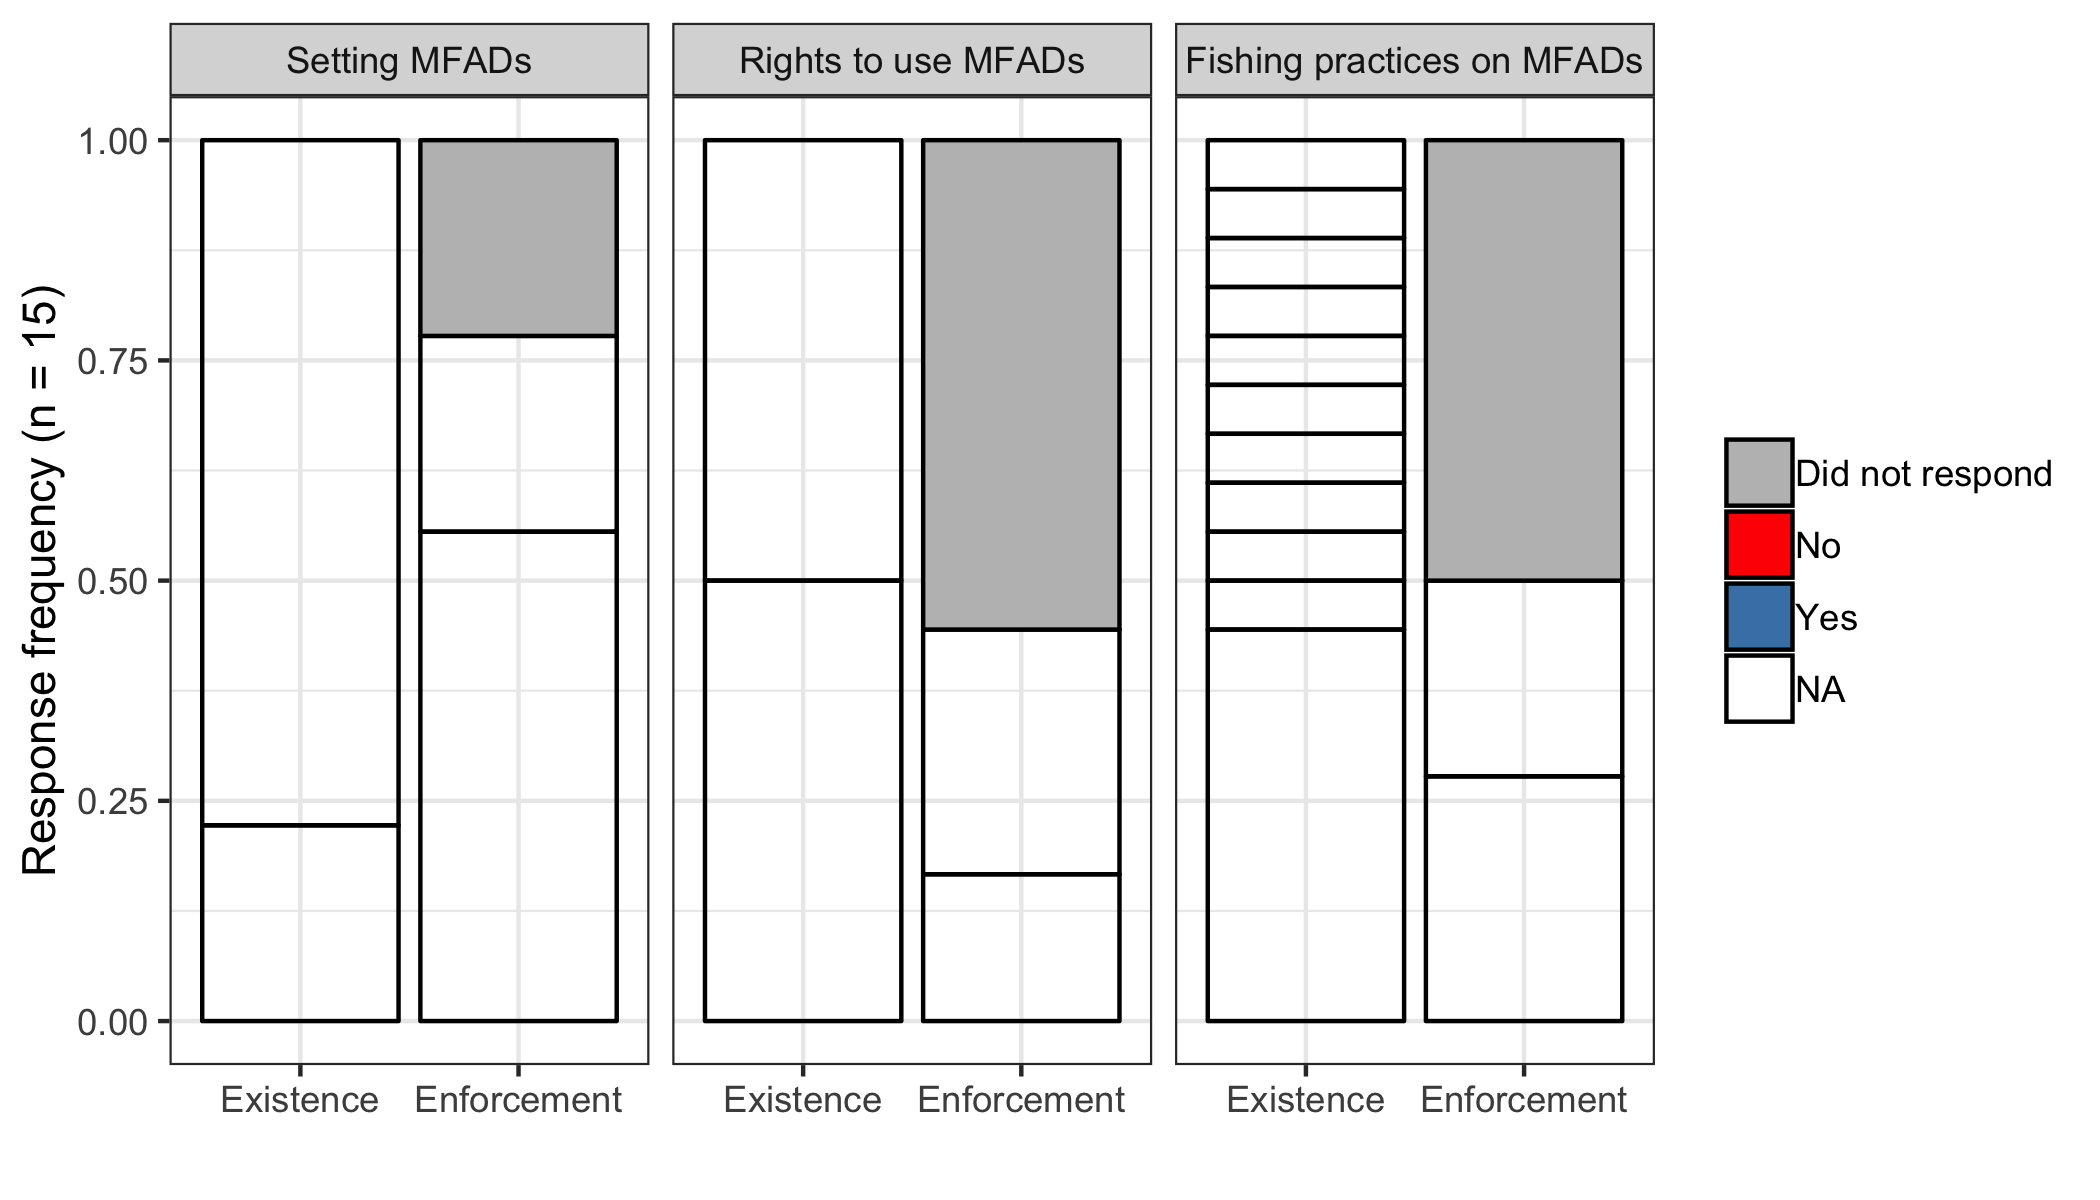 Setting MFADs
Rights to use MFADs
Fishing practices on MFADs
Response frequency (n = 15)
1.00
0.75
0.50
0.25
0.00
Existence
Enforcement
Existence
Enforcement
Existence
Enforcement
Did not respond
No
Yes
NA